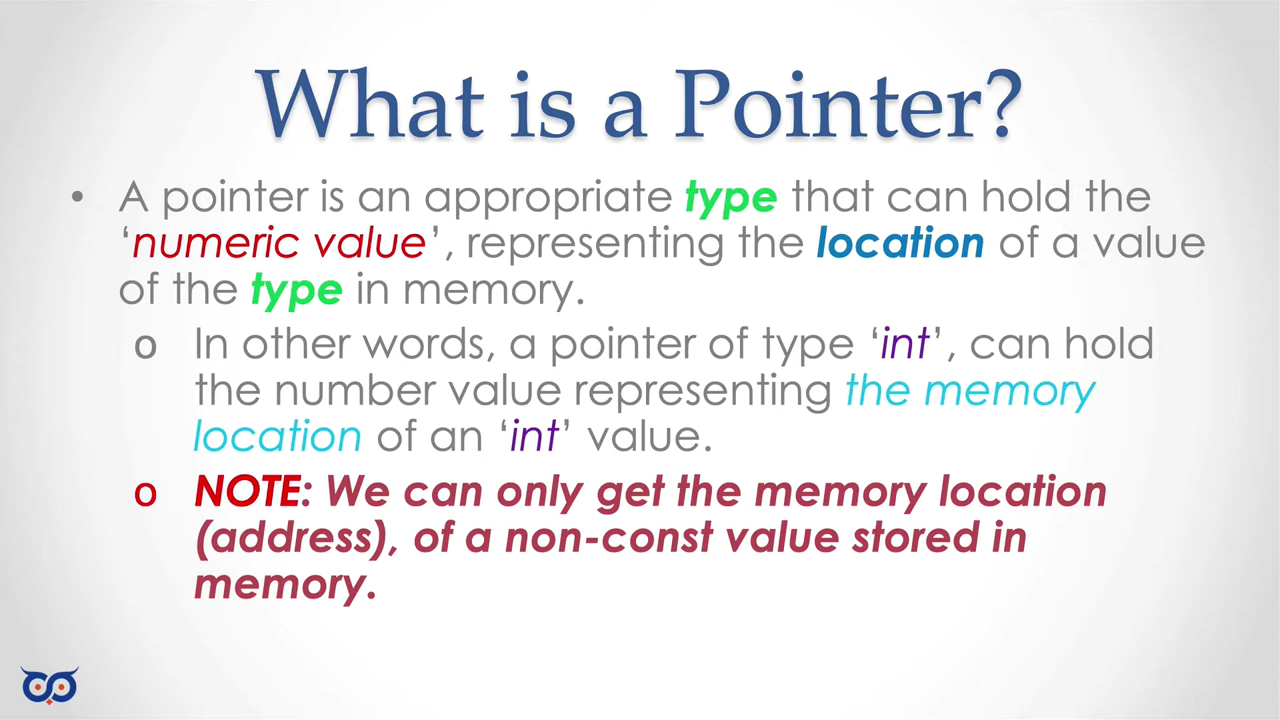 What is a Pointer?
• A pointer is an appropriate type that can hold the
‘numeric value’, representing the location of a value
of the type in memory.
o In other words, a pointer of type ‘int’, can hold
the number value representing the memory
location of an ‘int’ value.
o NOTE: We can only get the memory location
(address), of a non-const value stored in
memory.